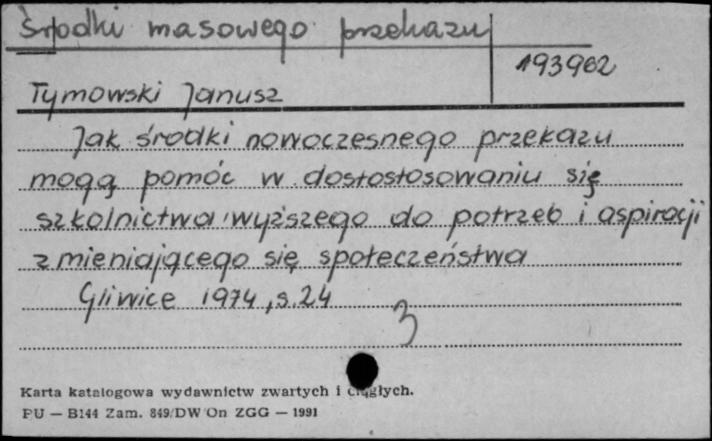 Środki masowego przekazu
193962
Tymowski Janusz
Jak środki nowoczesnego przekazu
mogą pomóc w dostostosowaniu się
szkolnictwa wyższego do potrzeb i aspiracji
zmieniającego się społeczeństwa
Gliwice 1974, s. 24
3
Karta katalogowa wydawnictw zwartych i ciągłych.
PU — B144 Zam. 849/DW On ZGG — 1991